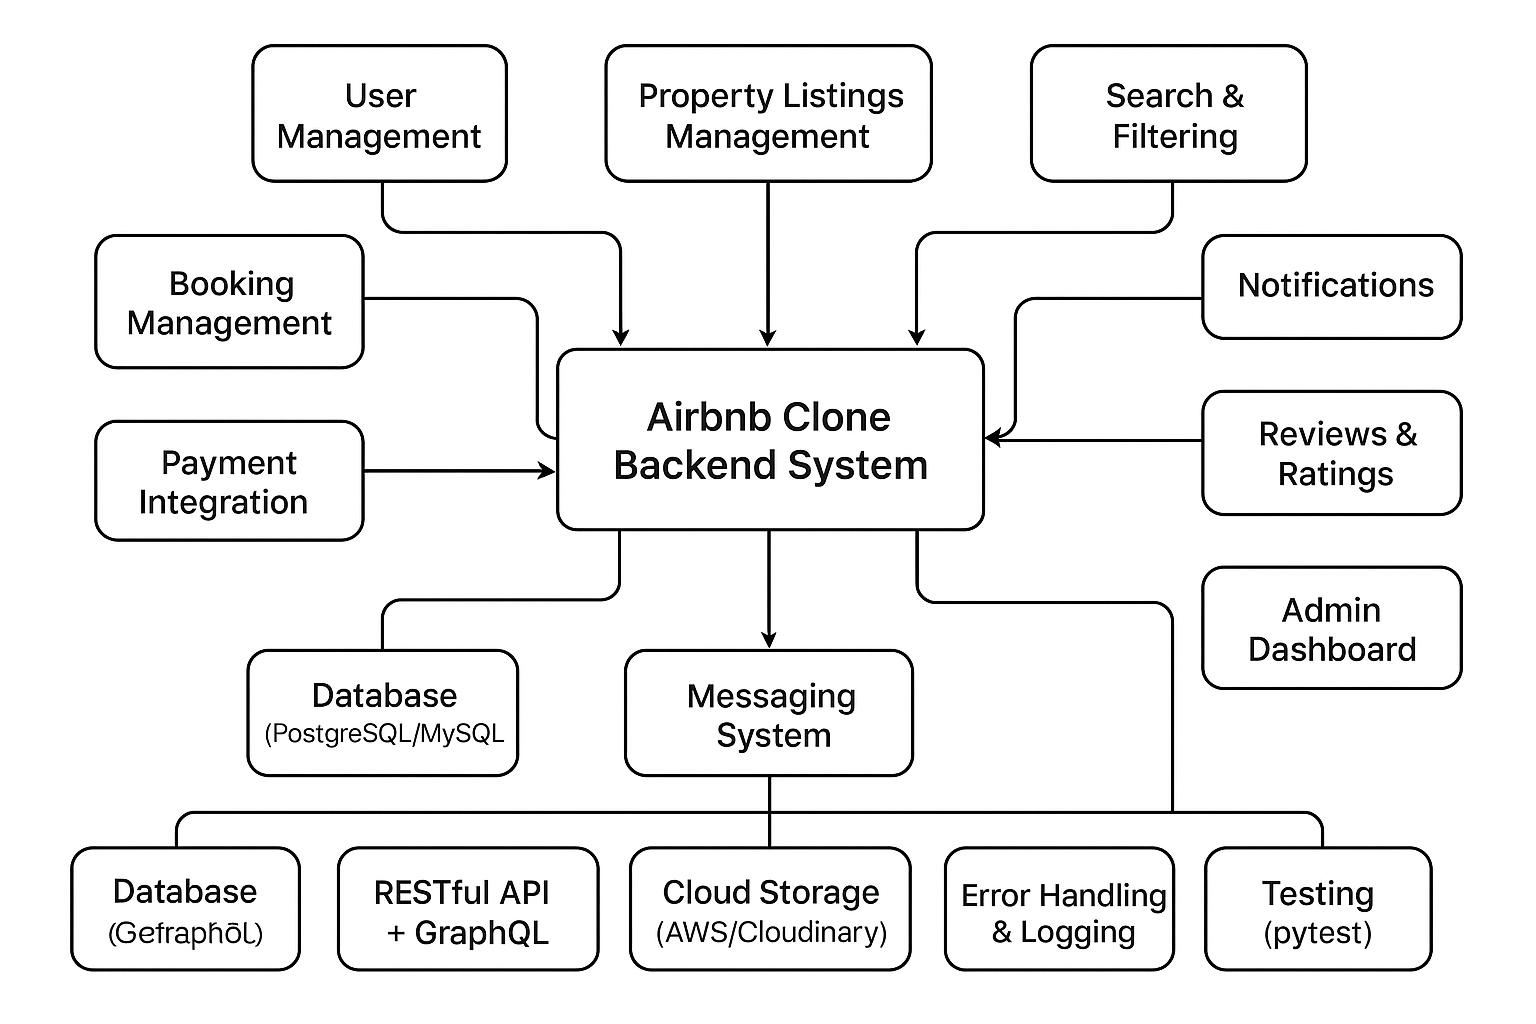 User
Management
Property Listings
Management
Search &
Filtering
Booking
Management
Notifications
Airbnb Clone
Backend System
Payment
Integration
Reviews &
Ratings
Admin
Dashboard
Database
(PostgreSQL/MySQL
Messaging
System
Database
RESTful API
+ GraphQL
Cloud Storage
(AWS/Cloudinary)
Error Handling
& Logging
Testing
(pytest)